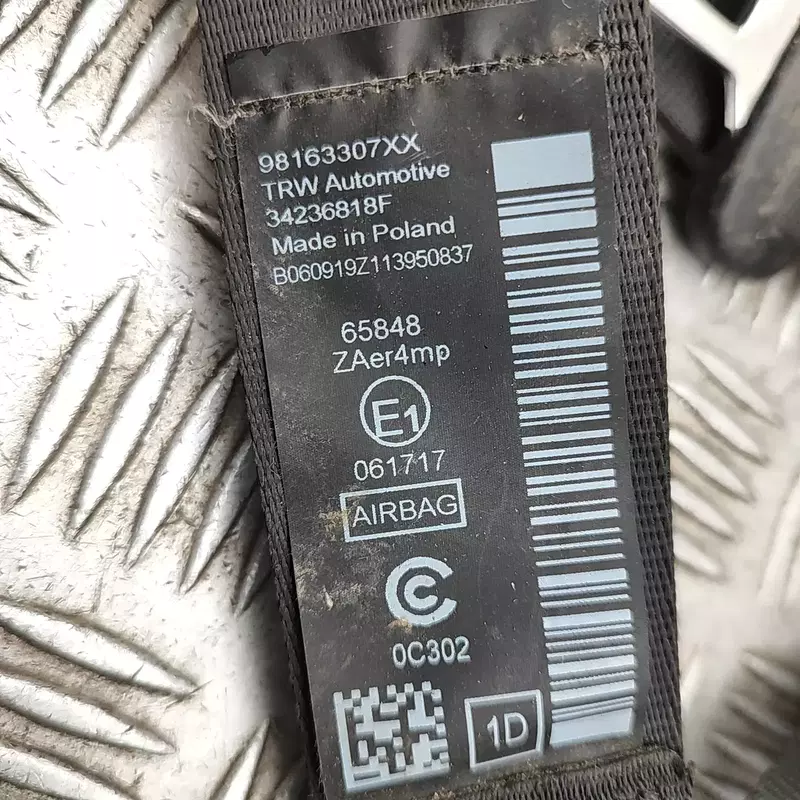 98163307XX
TRW Automotive
34236818F
Made in Poland
B060919Z113950837
65848
ZAer4mp
E1
061717
AIRBAG
0C302
1D